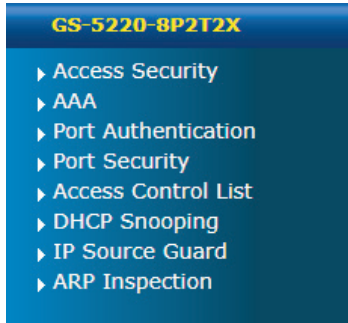 GS-5220-8P2T2X
Access Security
AAA
Port Authentication
Port Security
Access Control List
DHCP Snooping
IP Source Guard
ARP Inspection